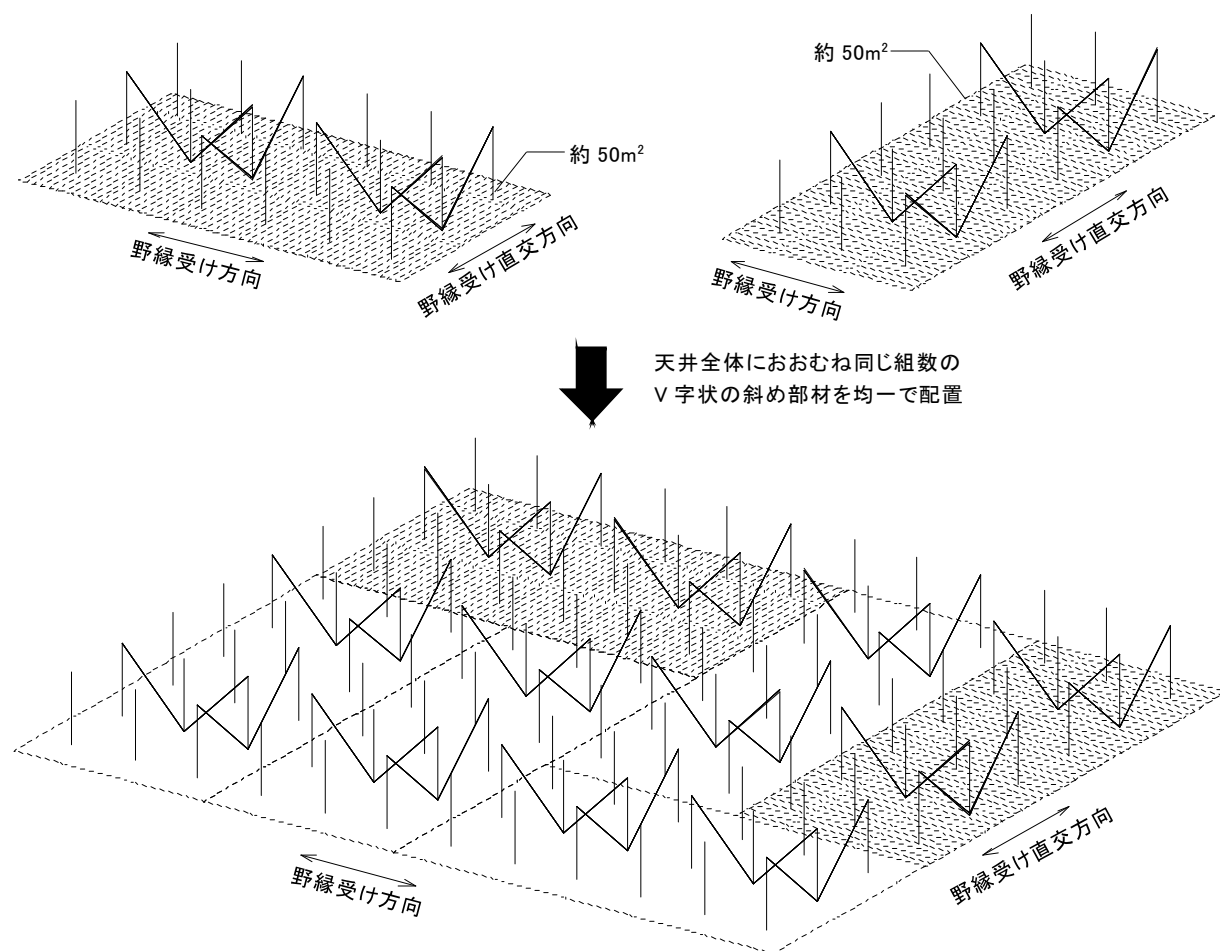 約 50m²
約 50m²
野縁受け方向
野縁受け直交方向
野縁受け方向
野縁受け直交方向
天井全体におおむね同じ組数の
V 字状の斜め部材を均一で配置
野縁受け方向
野縁受け直交方向